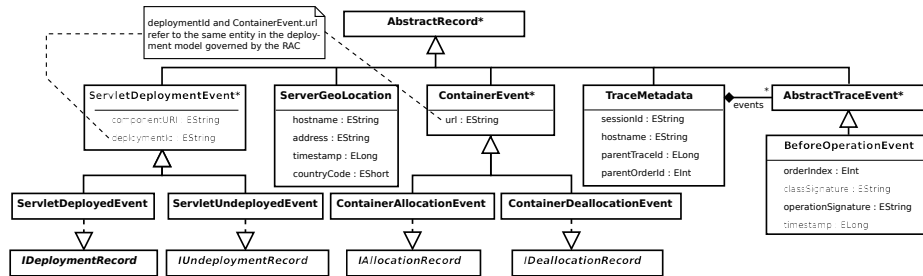 deploymentId and ContainerEvent.url
refer to the same entity in the deploy-
ment model governed by the RAC
AbstractRecord*
ServletDeploymentEvent*
componentURI : EString
deploymentId : EString
ServerGeoLocation
hostname : EString
address : EString
timestamp : ELong
countryCode : EShort
ContainerEvent*
url : EString
TraceMetadata
sessionId : EString
hostname : EString
parentTraceId : ELong
parentOrderId : EInt
*
events
AbstractTraceEvent*
BeforeOperationEvent
orderIndex : EInt
classSignature : EString
operationSignature : EString
timestamp : ELong
ServletDeployedEvent
ServletUndeployedEvent
ContainerAllocationEvent
ContainerDeallocationEvent
IDeploymentRecord
IUndeploymentRecord
IAllocationRecord
IDeallocationRecord